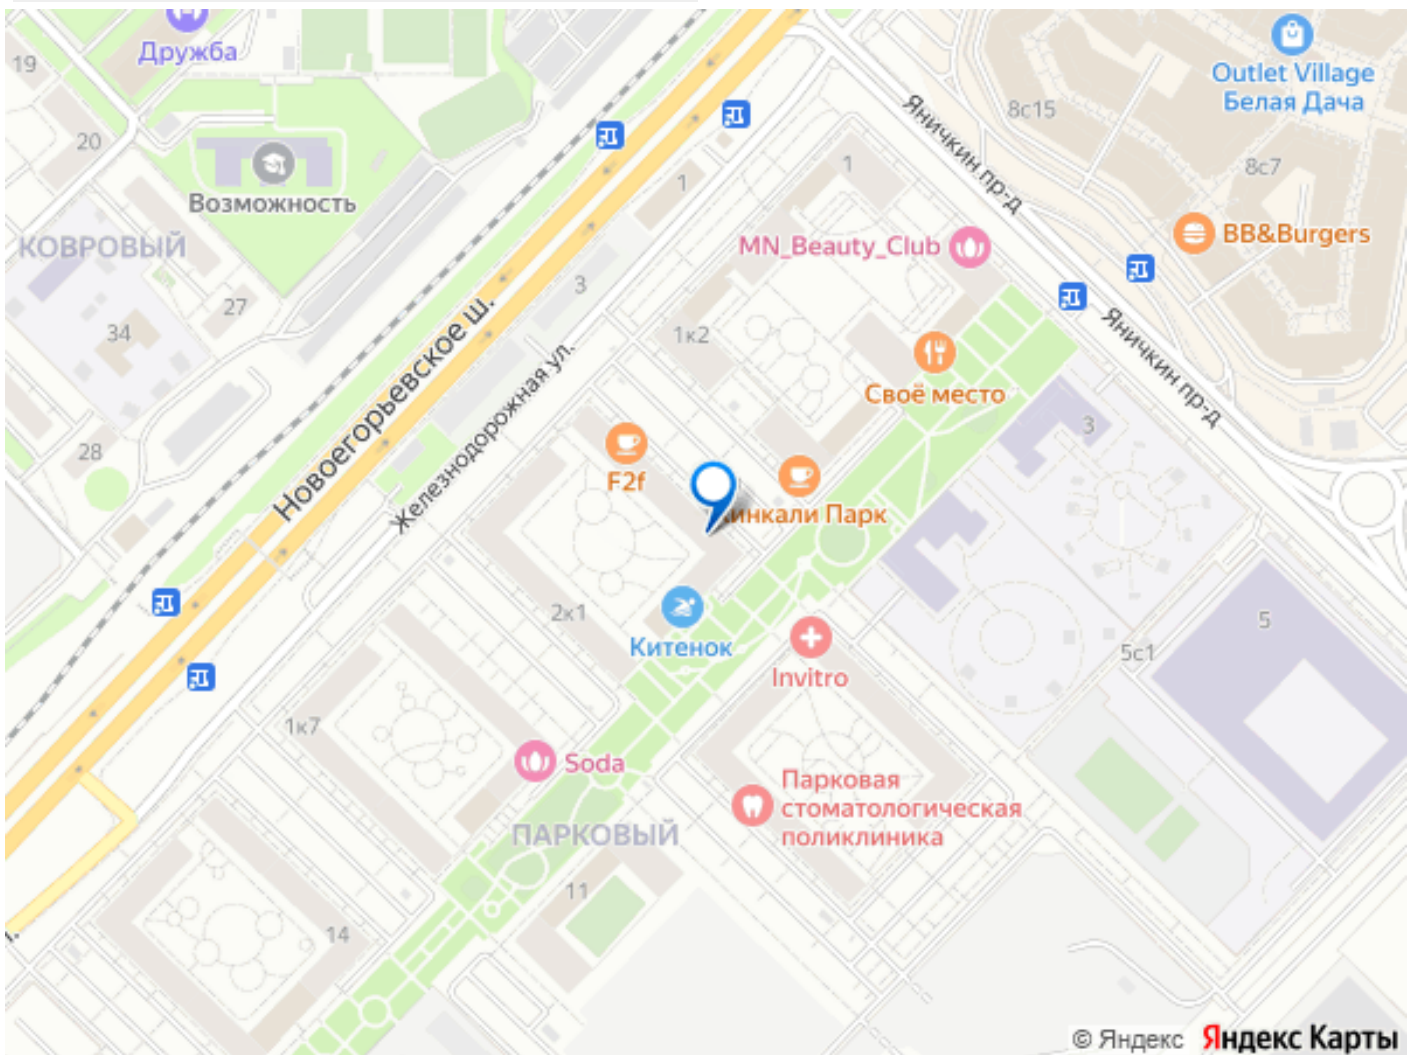 Дружба
19
Outlet Village
Белая Дача
8с15
Яничкин пр-д
20
8с7
1
1
Возможность
BB&Burgers
КОВРОВЫЙ
MN_Beauty_Club
3
27
34
1к2
Новоегорьевское ш.
Железнодорожная ул.
Яничкин пр-д
Своё место
3
28
F2f
инкали Парк
2к1
5
Китенок
5с1
Invitro
1к7
Soda
Парковая
стоматологическая
поликлиника
ПАРКОВЫЙ
11
14
© Яндекс Яндекс Карты